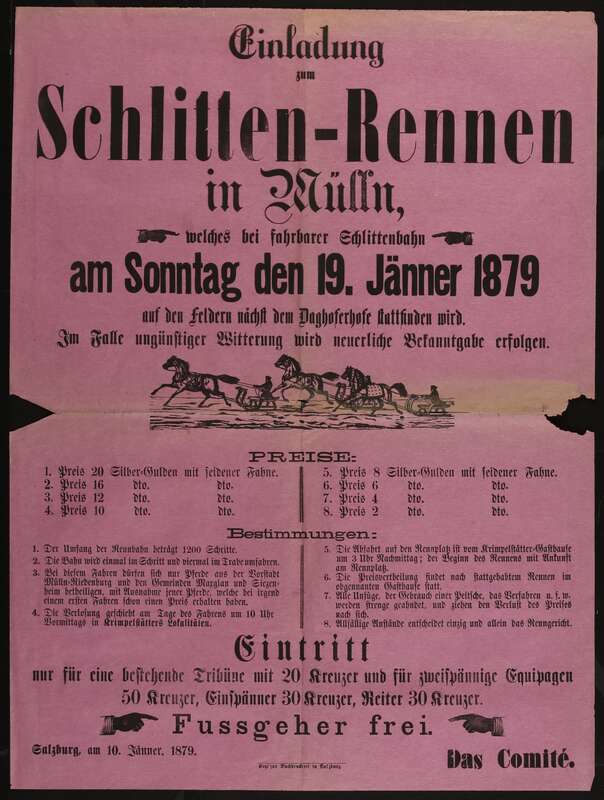 Einladung
zum
Schlitten-Rennen
in Mülln,
welches bei fahrbarer Schlittenbahn
am Sonntag den 19. Jänner 1879
auf den Feldern nächst dem Daghoferhofe stattfinden wird.
Im Falle ungünstiger Witterung wird neuerliche Bekanntgabe erfolgen.
PREISE:
1. Preis 20 Silber-Gulden mit seidener Fahne.
2. Preis 16 dto. dto.
3. Preis 12 dto. dto.
4. Preis 10 dto. dto.
5. Preis 8 Silber-Gulden mit seidener Fahne.
6. Preis 6 dto. dto.
7. Preis 4 dto. dto.
8. Preis 2 dto. dto.
Bestimmungen:
1. Der Umfang der Rennbahn beträgt 1200 Schritte.
2. Die Bahn wird einmal im Schritt und viermal im Trabe umfahren.
3. Bei diesem Fahren dürfen sich nur Pferde aus der Vorstadt
Mülln-Riedenburg und den Gemeinden Maxglan und Siezen-
heim betheiligen, mit Ausnahme jener Pferde, welche bei irgend
einem ersten Fahren schon einen Preis erhalten haben.
4. Die Verlosung geschieht am Tage des Fahrens um 10 Uhr
Vormittags in Krimpelstätters Lokalitäten.
5. Die Abfahrt auf den Rennplatz ist vom Krimpelstätter-Gasthause
um 3 Uhr Nachmittag; der Beginn des Rennens mit Ankunft
am Rennplatz.
6. Die Preisvertheilung findet nach stattgehabtem Rennen im
obgenannten Gasthause statt.
7. Alle Unfüge, der Gebrauch einer Peitsche, das Verfahren u. s. w.
werden strenge geahndet, und ziehen den Verlust des Preises
nach sich.
8. Allfällige Anstände entscheidet einzig und allein das Renngericht.
Eintritt
nur für eine bestehende Tribüne mit 20 Kreuzer und für zweispännige Equipagen
50 Kreuzer, Einspänner 30 Kreuzer, Reiter 30 Kreuzer.
Fussgeher frei.
Salzburg, am 10. Jänner. 1879.
Das Comité.
Buchdruckerei in Salzburg.